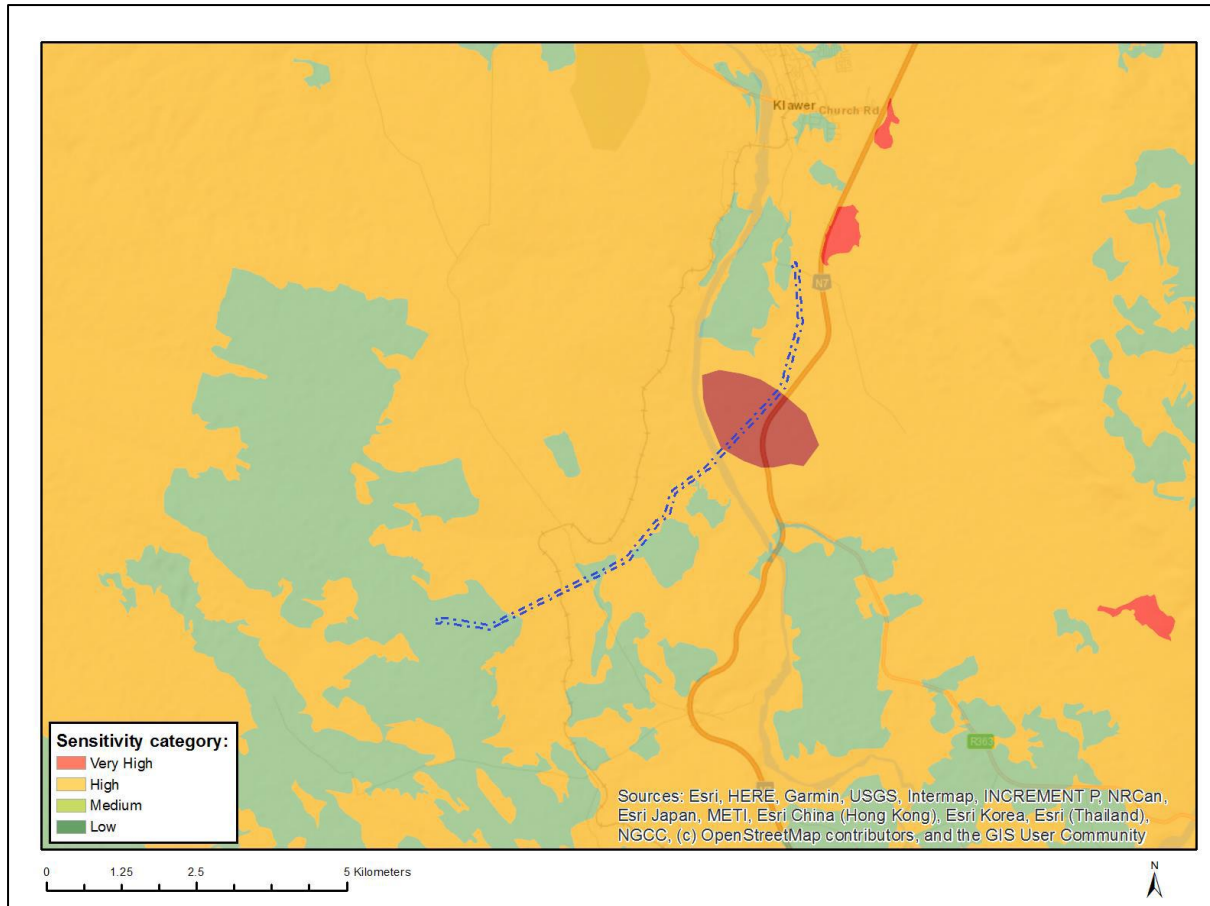 Klawer
Church Rd
N7
R363
Sensitivity category:
Very High
High
Medium
Low
Sources: Esri, HERE, Garmin, USGS, Intermap, INCREMENT P, NRCan,
Esri Japan, METI, Esri China (Hong Kong), Esri Korea, Esri (Thailand),
NGCC, (c) OpenStreetMap contributors, and the GIS User Community
0 1.25 2.5 5 Kilometers
N